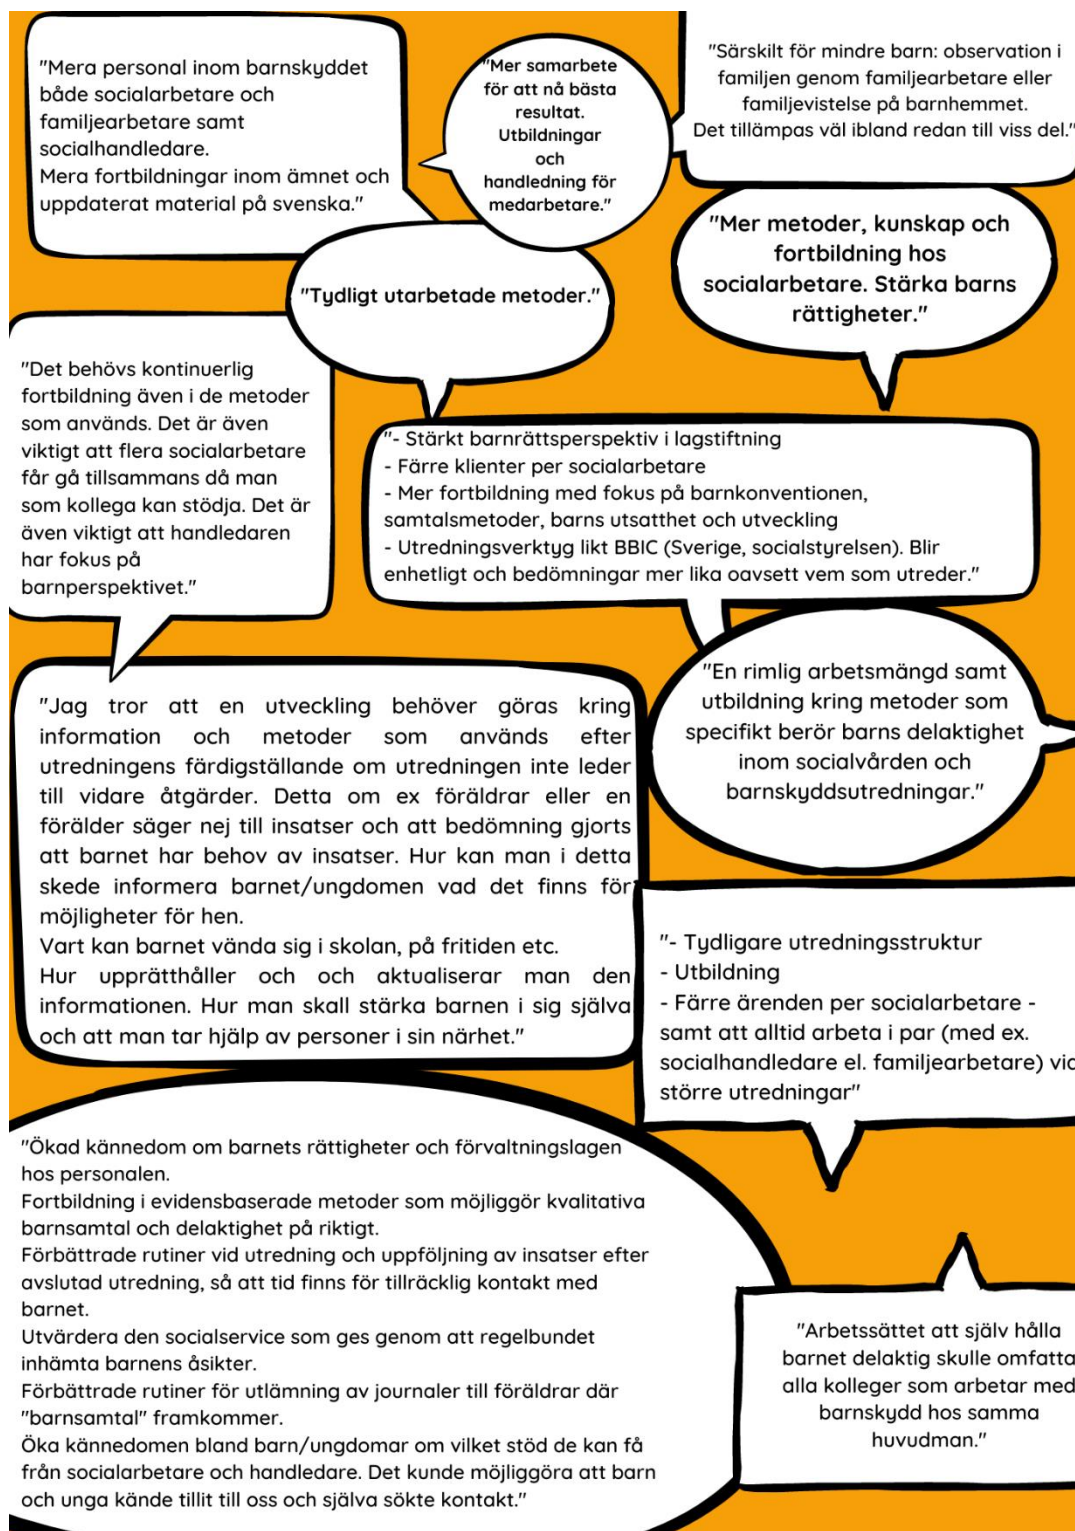 "Mera personal inom barnskyddet
både socialarbetare och
familjearbetare samt
socialhandledare.
Mera fortbildningar inom ämnet och
uppdaterat material på svenska."
"Mer samarbete
för att nå bästa
resultat.
Utbildningar
och
handledning för
medarbetare."
"Särskilt för mindre barn: observation i
familjen genom familjearbetare eller
familjevistelse på barnhemmet.
Det tillämpas väl ibland redan till viss del."
"Mer metoder, kunskap och
fortbildning hos
socialarbetare. Stärka barns
rättigheter."
"Tydligt utarbetade metoder."
"Det behövs kontinuerlig
fortbildning även i de metoder
som används. Det är även
viktigt att flera socialarbetare
får gå tillsammans då man
som kollega kan stödja. Det är
även viktigt att handledaren
har fokus på
barnperspektivet."
"- Stärkt barnrättsperspektiv i lagstiftning
- Färre klienter per socialarbetare
- Mer fortbildning med fokus på barnkonventionen,
samtalsmetoder, barns utsatthet och utveckling
- Utredningsverktyg likt BBIC (Sverige, socialstyrelsen). Blir
enhetligt och bedömningar mer lika oavsett vem som utreder."
"En rimlig arbetsmängd samt
utbildning kring metoder som
specifikt berör barns delaktighet
inom socialvården och
barnskyddsutredningar."
"Jag tror att en utveckling behöver göras kring
information och metoder som används efter
utredningens färdigställande om utredningen inte leder
till vidare åtgärder. Detta om ex föräldrar eller en
förälder säger nej till insatser och att bedömning gjorts
att barnet har behov av insatser. Hur kan man i detta
skede informera barnet/ungdomen vad det finns för
möjligheter för hen.
Vart kan barnet vända sig i skolan, på fritiden etc.
Hur upprätthåller och och aktualiserar man den
informationen. Hur man skall stärka barnen i sig själva
och att man tar hjälp av personer i sin närhet."
"- Tydligare utredningsstruktur
- Utbildning
- Färre ärenden per socialarbetare -
samt att alltid arbeta i par (med ex.
socialhandledare el. familjearbetare) vid
större utredningar"
"Ökad kännedom om barnets rättigheter och förvaltningslagen
hos personalen.
Fortbildning i evidensbaserade metoder som möjliggör kvalitativa
barnsamtal och delaktighet på riktigt.
Förbättrade rutiner vid utredning och uppföljning av insatser efter
avslutad utredning, så att tid finns för tillräcklig kontakt med
barnet.
Utvärdera den socialservice som ges genom att regelbundet
inhämta barnens åsikter.
Förbättrade rutiner för utlämning av journaler till föräldrar där
"barnsamtal" framkommer.
Öka kännedomen bland barn/ungdomar om vilket stöd de kan få
från socialarbetare och handledare. Det kunde möjliggöra att barn
och unga kände tillit till oss och själva sökte kontakt."
"Arbetssättet att själv hålla
barnet delaktig skulle omfatta
alla kolleger som arbetar med
barnskydd hos samma
huvudman."